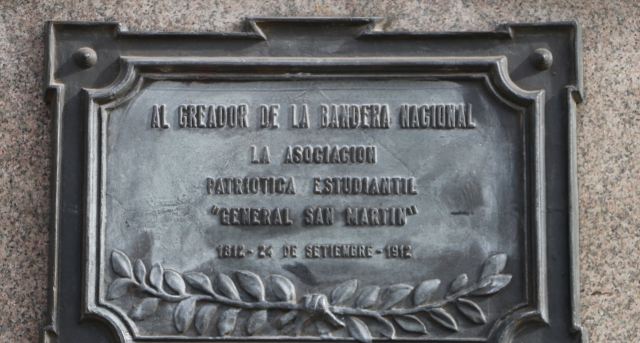 AL CREADOR DE LA BANDERA NACIONAL
LA ASOCIACION
PATRIOTICA ESTUDIANTIL
"GENERAL SAN MARTIN"
1812-24 DE SETIEMBRE-1912